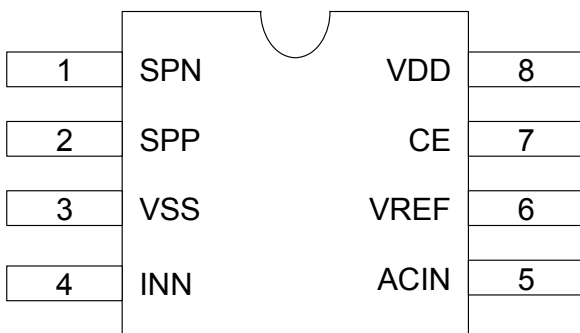 1 SPN VDD 8
2 SPP CE 7
3 VSS VREF 6
4 INN ACIN 5